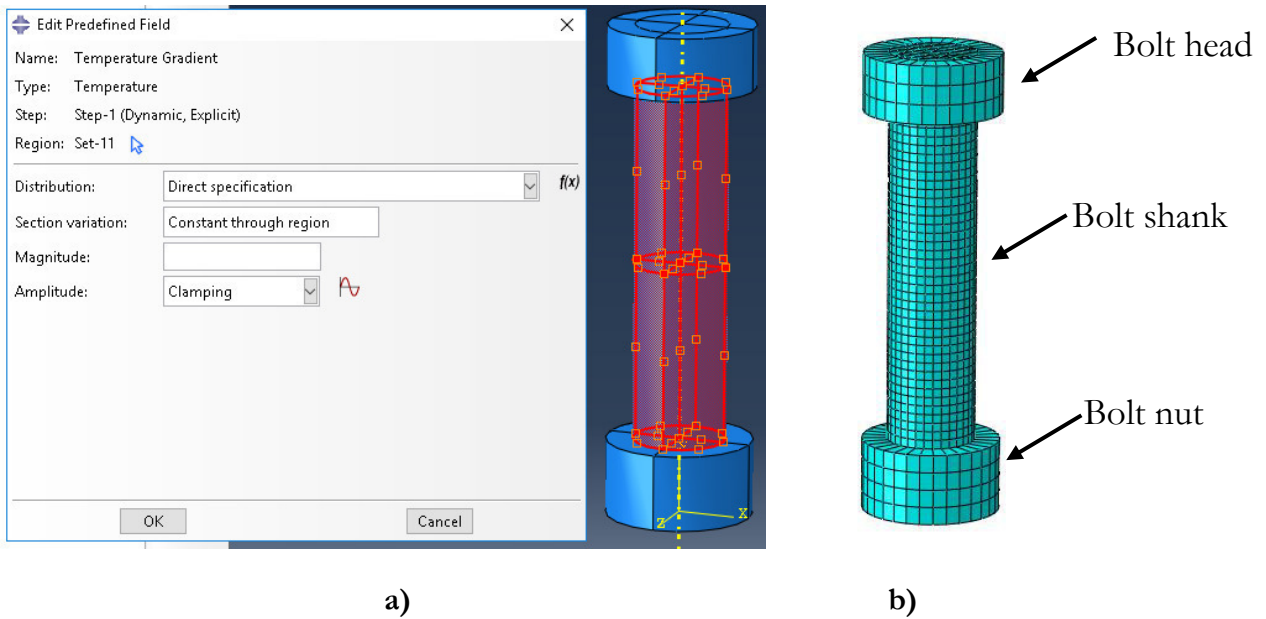 Edit Predefined Field
Name: Temperature Gradient
Type: Temperature
Step: Step-1 (Dynamic, Explicit)
Region: Set-11
Distribution: Direct specification f(x)
Section variation: Constant through region
Magnitude:
Amplitude: Clamping
OK Cancel
Z X
Bolt head
Bolt shank
Bolt nut
a) b)